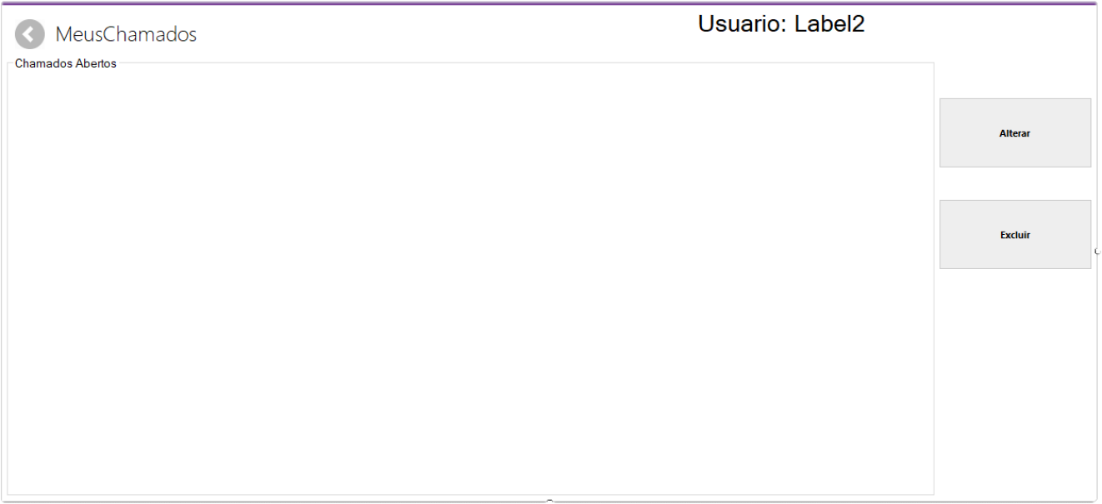 MeusChamados
Usuario: Label2
Chamados Abertos
Alterar
Excluir